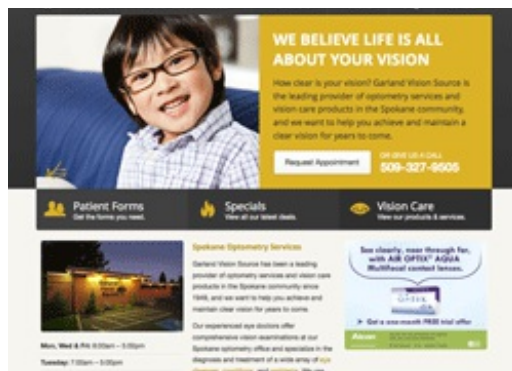 WE BELIEVE LIFE IS ALL
ABOUT YOUR VISION
How clear is your vision? Garland Vision Source is
the leading provider of optometry services and
vision care products in the Spokane community,
and we want to help you achieve and maintain a
clear vision for years to come.
Request Appointment
OR GIVE US A CALL
509-327-9505
Patient Forms
Get the forms you need.
Specials
View all our latest deals.
Vision Care
View our products & services.
Spokane Optometry Services
Garland Vision Source has been a leading
provider of optometry services and vision care
products in the Spokane community since
1949, and we want to help you achieve and
maintain clear vision for years to come.
Our experienced eye doctors offer
comprehensive vision examinations at our
Spokane optometry office and specialize in the
diagnosis and treatment of a wide array of eye
Mon, Wed & Fri: 8:00am - 5:00pm
Tuesday: 7:00am - 5:00pm
See clearly, near through far,
with AIR OPTIX® AQUA
Multifocal contact lenses.
Get a one-month FREE trial offer
Alcon